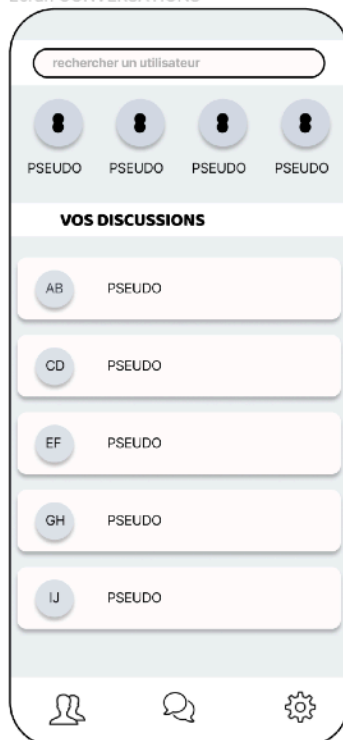 rechercher un utilisateur
PSEUDO PSEUDO PSEUDO PSEUDO
VOS DISCUSSIONS
AB PSEUDO
CD PSEUDO
EF PSEUDO
GH PSEUDO
IJ PSEUDO